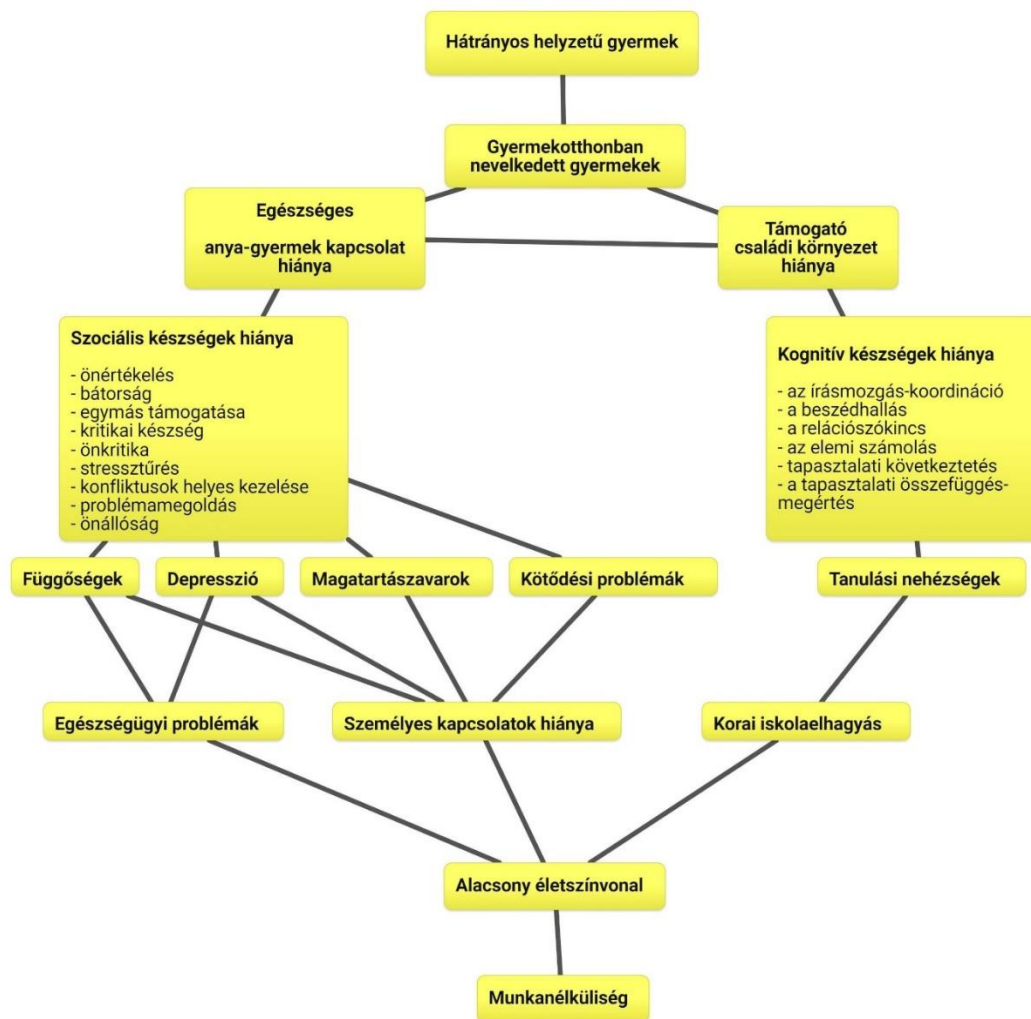 Hátrányos helyzetű gyermek
Gyermekotthonban
nevelkedett gyermekek
Egészséges
anya-gyermek kapcsolat
hiánya
Támogató
családi környezet
hiánya
Szociális készségek hiánya
- önértékelés
- bátorság
- egymás támogatása
- kritikai készség
- önkritika
- stressztűrés
- konfliktusok helyes kezelése
- problémamegoldás
- önállóság
Kognitív készségek hiánya
- az írásmozgás-koordináció
- a beszédhallás
- a relációszókincs
- az elemi számolás
- tapasztalati következtetés
- a tapasztalati összefüggés-
megértés
Függőségek
Depresszió
Magatartászavarok
Kötődési problémák
Tanulási nehézségek
Egészségügyi problémák
Személyes kapcsolatok hiánya
Korai iskolaelhagyás
Alacsony életszínvonal
Munkanélküliség